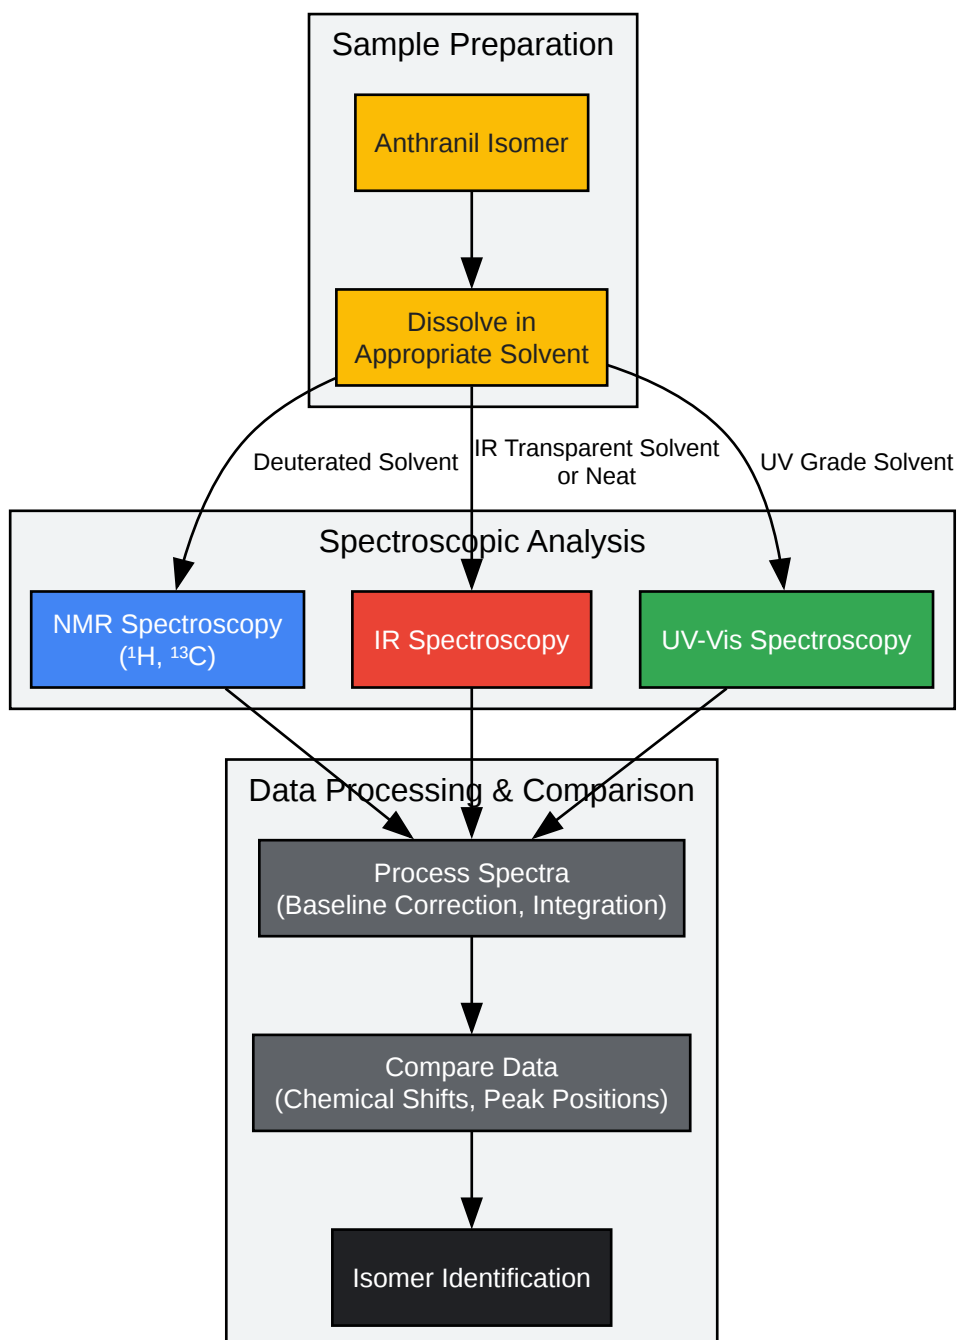 Sample Preparation
Anthranil Isomer
Dissolve in
Appropriate Solvent
Deuterated Solvent
IR Transparent Solvent
or Neat
UV Grade Solvent
Spectroscopic Analysis
NMR Spectroscopy
(¹H, ¹³C)
IR Spectroscopy
UV-Vis Spectroscopy
Data Processing & Comparison
Process Spectra
(Baseline Correction, Integration)
Compare Data
(Chemical Shifts, Peak Positions)
Isomer Identification